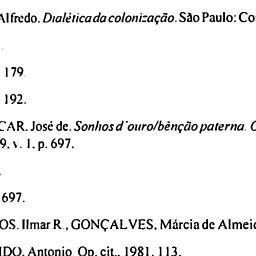 Alfredo. Dialética da colonização. São Paulo: Co
179.
192.
CAR, José de. Sonhos d'ouro/bênção paterna.
9, v. 1, p. 697.
697.
OS. Ilmar R., GONÇALVES, Márcia de Almei
IDO, Antonio. Op. cit., 1981, 113.